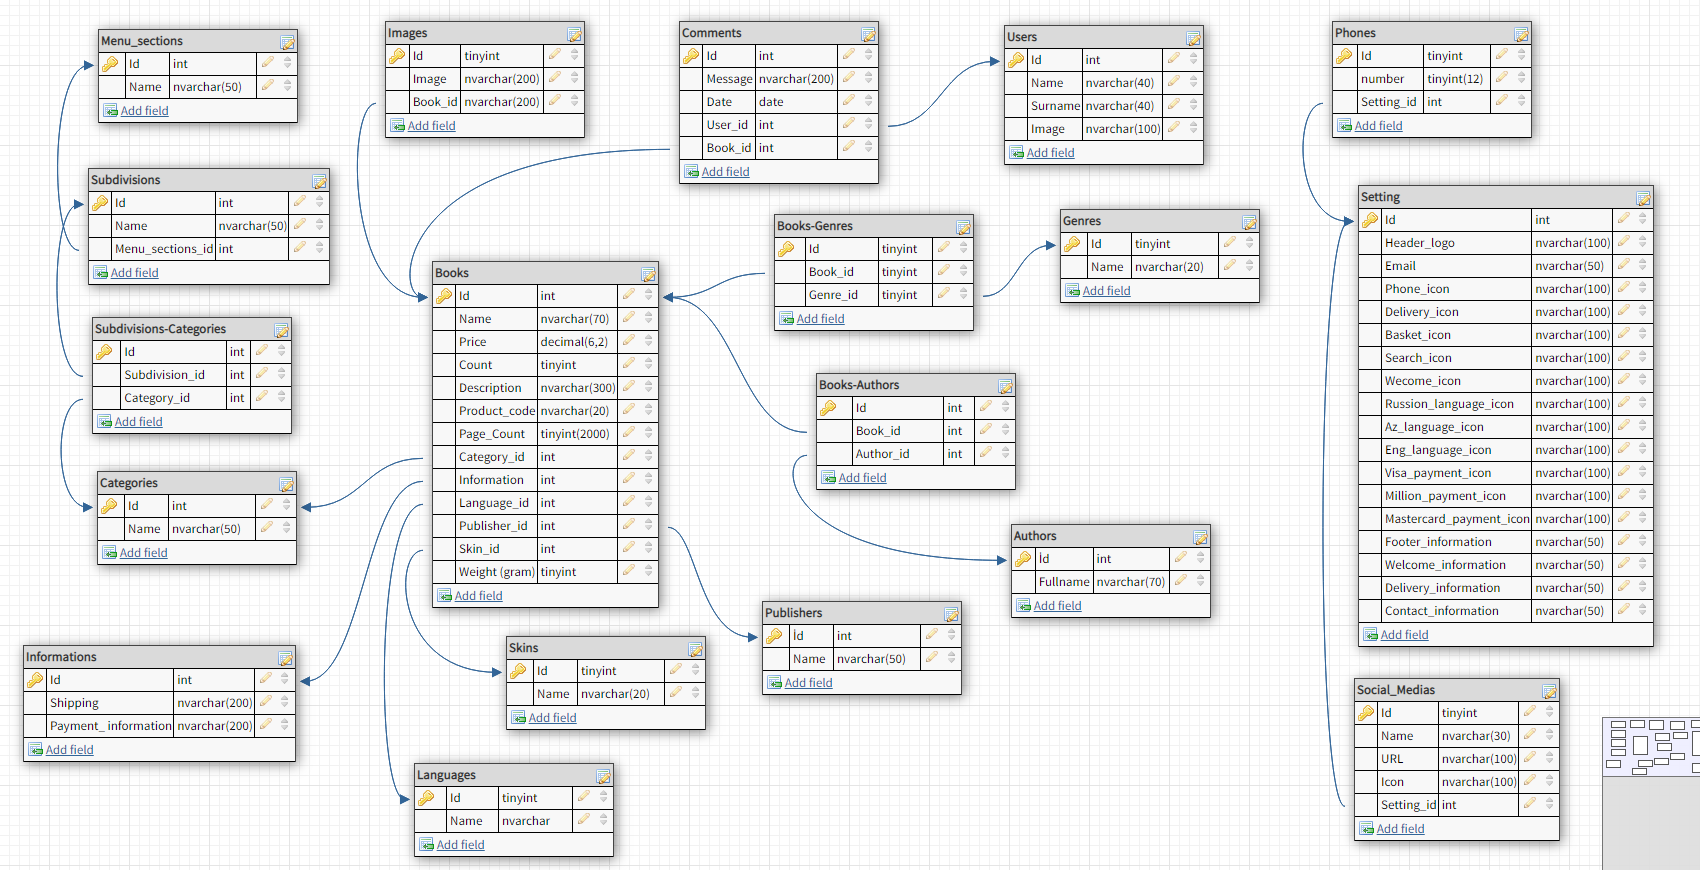 Menu_sections
Id int
Name nvarchar(50)
Add field
Subdivisions
Id int
Name nvarchar(50)
Menu_sections_id int
Add field
Subdivisions-Categories
Id int
Subdivision_id int
Category_id int
Add field
Categories
Id int
Name nvarchar(50)
Add field
Informations
Id int
Shipping nvarchar(200)
Payment_ information nvarchar(200)
Add field
Images
Id tinyint
Image nvarchar(200)
Book_id nvarchar(200)
Add field
Books
Id int
Name nvarchar(70)
Price decimal(6,2)
Count tinyint
Description nvarchar(300)
Product_code nvarchar(20)
Page_Count tinyint(2000)
Category_id int
Information int
Language_id int
Publisher_id int
Skin_id int
Weight (gram) tinyint
Add field
Skins
Id tinyint
Name nvarchar(20)
Add field
Languages
Id tinyint
Name nvarchar
Add field
Comments
Id int
Message nvarchar(200)
Date date
User_id int
Book_id int
Add field
Books-Genres
Id tinyint
Book_id tinyint
Genre_id tinyint
Add field
Books-Authors
Id int
Book_id int
Author_id int
Add field
Publishers
İd int
Name nvarchar(50)
Add field
Users
Id int
Name nvarchar(40)
Surname nvarchar(40)
Image nvarchar(100)
Add field
Genres
Id tinyint
Name nvarchar(20)
Add field
Authors
İd int
Fullname nvarchar(70)
Add field
Phones
Id tinyint
number tinyint(12)
Setting_id int
Add field
Setting
Id int
Header_logo nvarchar(100)
Email nvarchar(50)
Phone_icon nvarchar(100)
Delivery_icon nvarchar(100)
Basket_icon nvarchar(100)
Search_icon nvarchar(100)
Wecome_icon nvarchar(100)
Russion_language_icon nvarchar(100)
Az_language_icon nvarchar(100)
Eng_language_icon nvarchar(100)
Visa_payment_icon nvarchar(100)
Million_payment_icon nvarchar(100)
Mastercard_payment_icon nvarchar(100)
Footer_information nvarchar(50)
Welcome_information nvarchar(50)
Delivery_information nvarchar(50)
Contact_information nvarchar(50)
Add field
Social_Medias
Id tinyint
Name nvarchar(30)
URL nvarchar(100)
Icon nvarchar(100)
Setting_id int
Add field